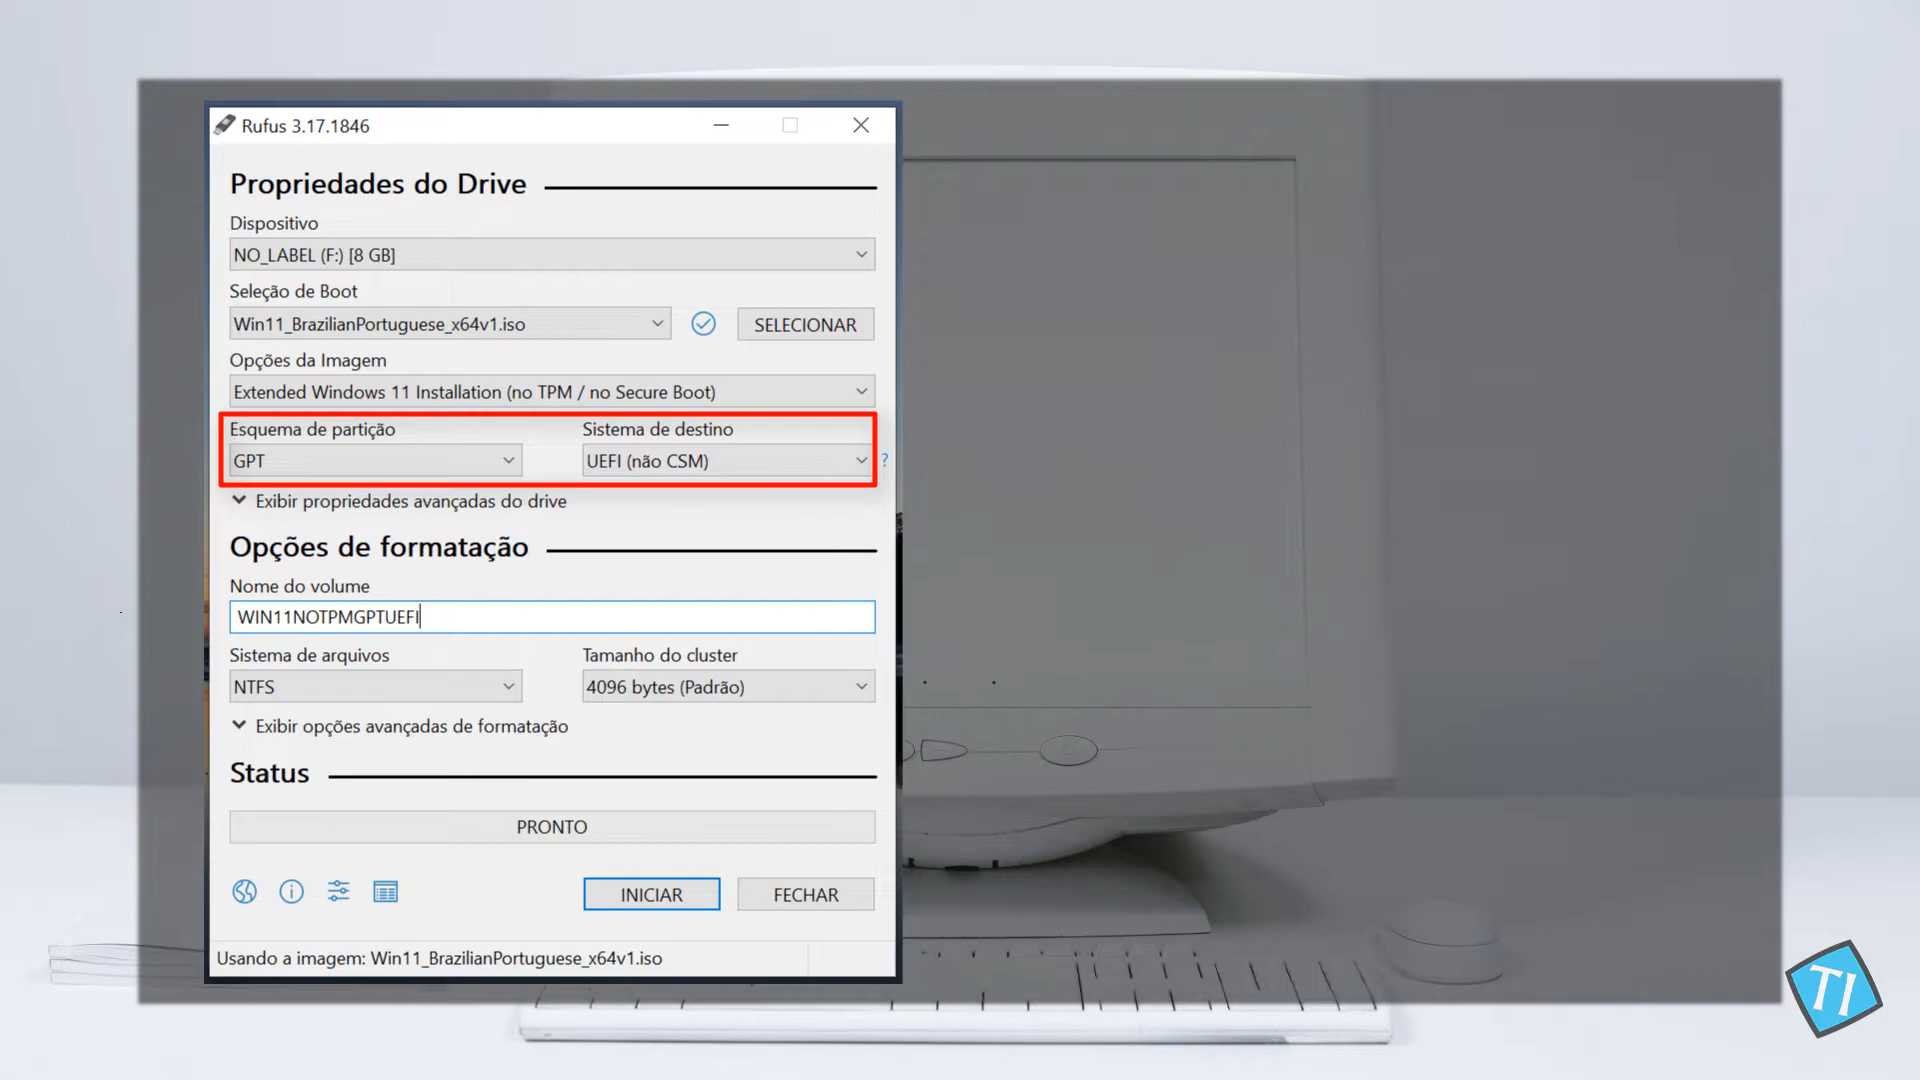 Rufus 3.17.1846
Propriedades do Drive
Dispositivo
NO_LABEL (F:) [8 GB]
Seleção de Boot
Win11_BrazilianPortuguese_x64v1.iso
SELECIONAR
Opções da Imagem
Extended Windows 11 Installation (no TPM / no Secure Boot)
Esquema de partição
Sistema de destino
GPT
UEFI (não CSM)
?
Exibir propriedades avançadas do drive
Opções de formatação
Nome do volume
WIN11NOTPMGPTUEFI
Sistema de arquivos
Tamanho do cluster
NTFS
4096 bytes (Padrão)
Exibir opções avançadas de formatação
Status
PRONTO
INICIAR
FECHAR
Usando a imagem: Win11_BrazilianPortuguese_x64v1.iso
TI